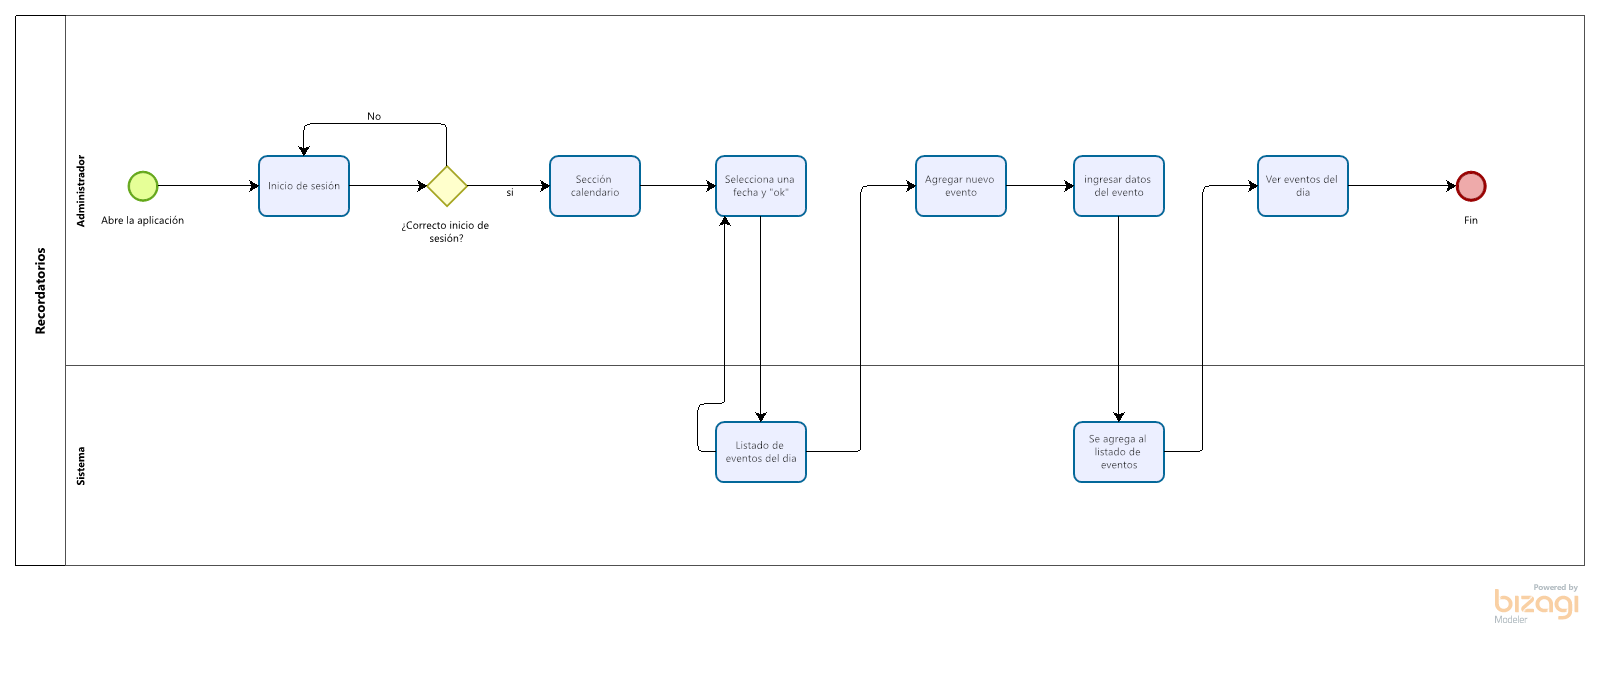 Recordatorios
Administrador
Abre la aplicación
Inicio de sesión
No
¿Correcto inicio de
sesión?
si
Sección
calendario
Selecciona una
fecha y "ok"
Agregar nuevo
evento
ingresar datos
del evento
Ver eventos del
dia
Fin
Sistema
Listado de
eventos del dia
Se agrega al
listado de
eventos
Powered by
bizagi
Modeler